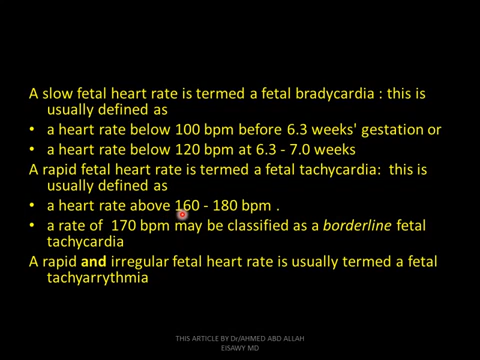 A slow fetal heart rate is termed a fetal bradycardia : this is
usually defined as
• a heart rate below 100 bpm before 6.3 weeks' gestation or
• a heart rate below 120 bpm at 6.3 - 7.0 weeks
A rapid fetal heart rate is termed a fetal tachycardia:  this is
usually defined as
• a heart rate above 160 - 180 bpm .
• a rate of  170 bpm may be classified as a borderline fetal
tachycardia
A rapid and irregular fetal heart rate is usually termed a fetal
tachyarrythmia
THIS ARTICLE BY Dr/AHMED ABD ALLAH
EISAWY MD